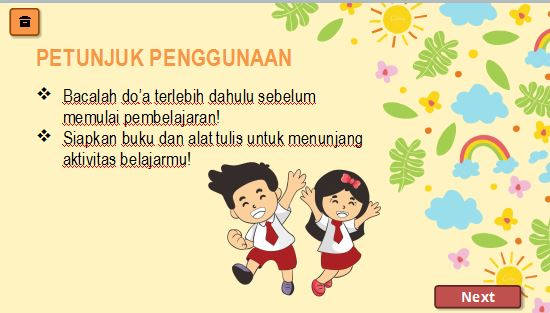 PETUNJUK PENGGUNAAN
❖ Bacalah do'a terlebih dahulu sebelum
memulai pembelajaran!
❖ Siapkan buku dan alat tulis untuk menunjang
aktivitas belajarmu!
Next